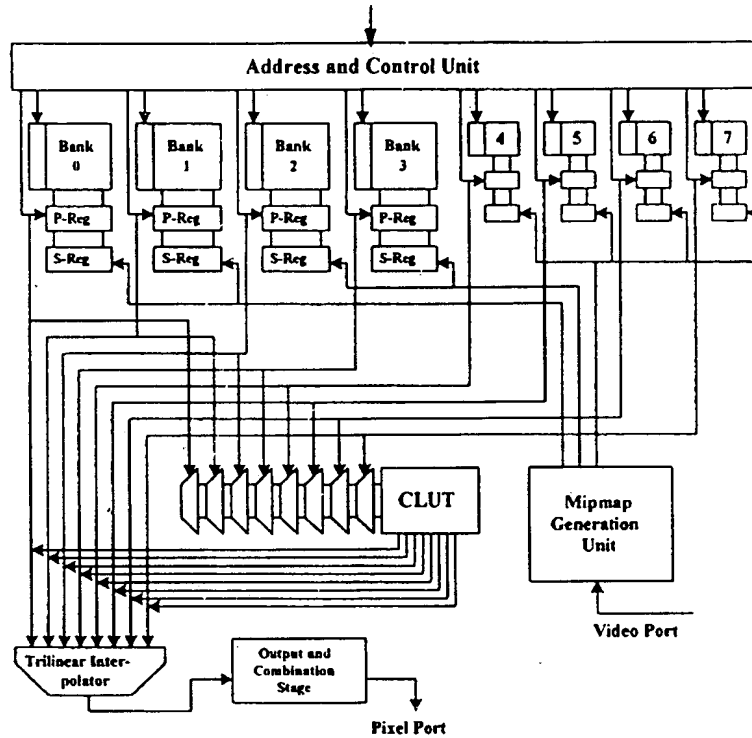 Address and Control Unit
Bank
0
Bank
1
Bank
2
Bank
3
4
5
6
7
P-Reg
P-Reg
P-Reg
P-Reg
S-Reg
S-Reg
S-Reg
S-Reg
CLUT
Mipmap
Generation
Unit
Video Port
Trilinear Inter-
polator
Output and
Combination
Stage
Pixel Port